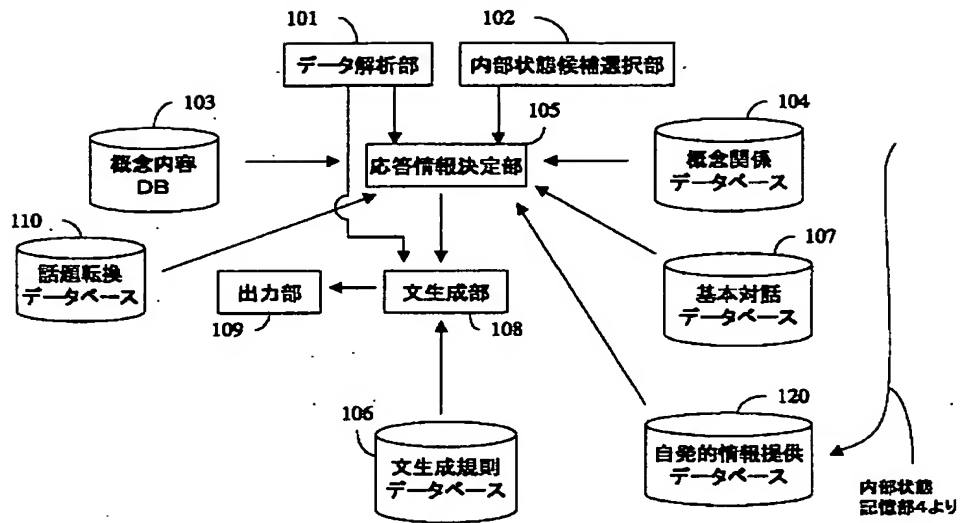 101
102
データ解析部
内部状態候補選択部
103
105
104
概念内容
DB
応答情報決定部
概念関係
データベース
110
107
話題転換
データベース
基本対話
データベース
出力部
文生成部
109
108
106
120
文生成規則
データベース
自発的情報提供
データベース
内部状態
記憶部4より